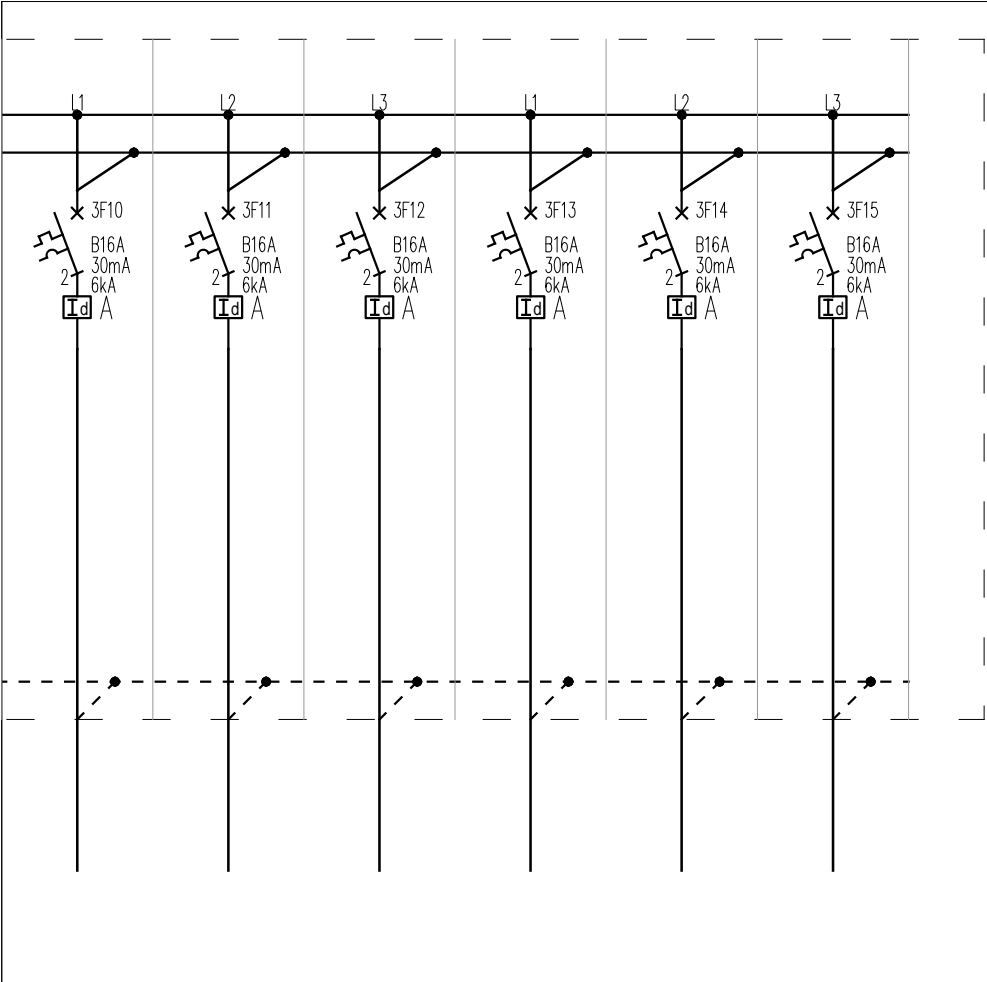 L1 L2 L3 L1 L2 L3
3F10 3F11 3F12 3F13 3F14 3F15
B16A B16A B16A B16A B16A B16A
30mA 30mA 30mA 30mA 30mA 30mA
2 6kA 2 6kA 2 6kA 2 6kA 2 6kA 2 6kA
Id A Id A Id A Id A Id A Id A